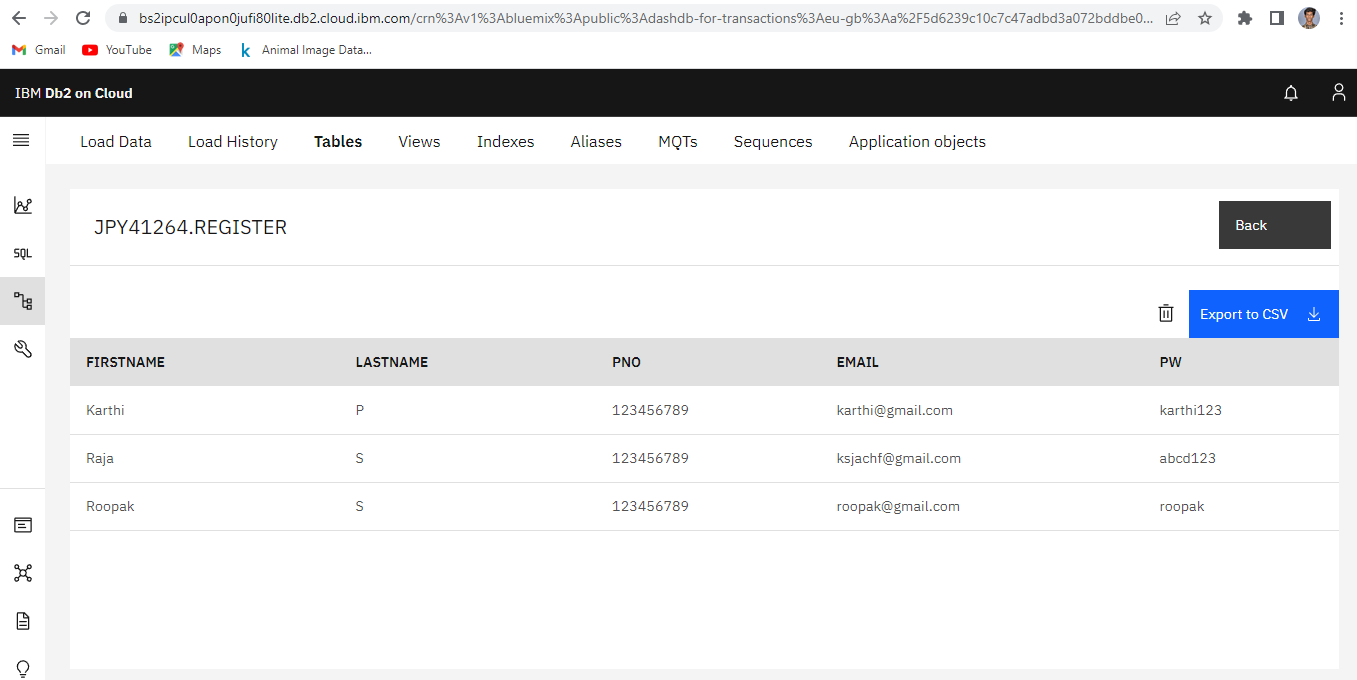 bs2ipcul0apon0jufi80lite.db2.cloud.ibm.com/crn%3Av1%3Abluemix%3Apublic%3Adashdb-for-transactions%3Aeu-gb%3Aa%2F5d6239c10c7c47adbd3a072bddbe0...
Gmail YouTube Maps Animal Image Data...
IBM Db2 on Cloud
Load Data Load History Tables Views Indexes Aliases MQTs Sequences Application objects
JPY41264.REGISTER Back
SQL
Export to CSV
FIRSTNAME LASTNAME PNO EMAIL PW
Karthi P 123456789 karthi@gmail.com karthi123
Raja S 123456789 ksjachf@gmail.com abcd123
Roopak S 123456789 roopak@gmail.com roopak